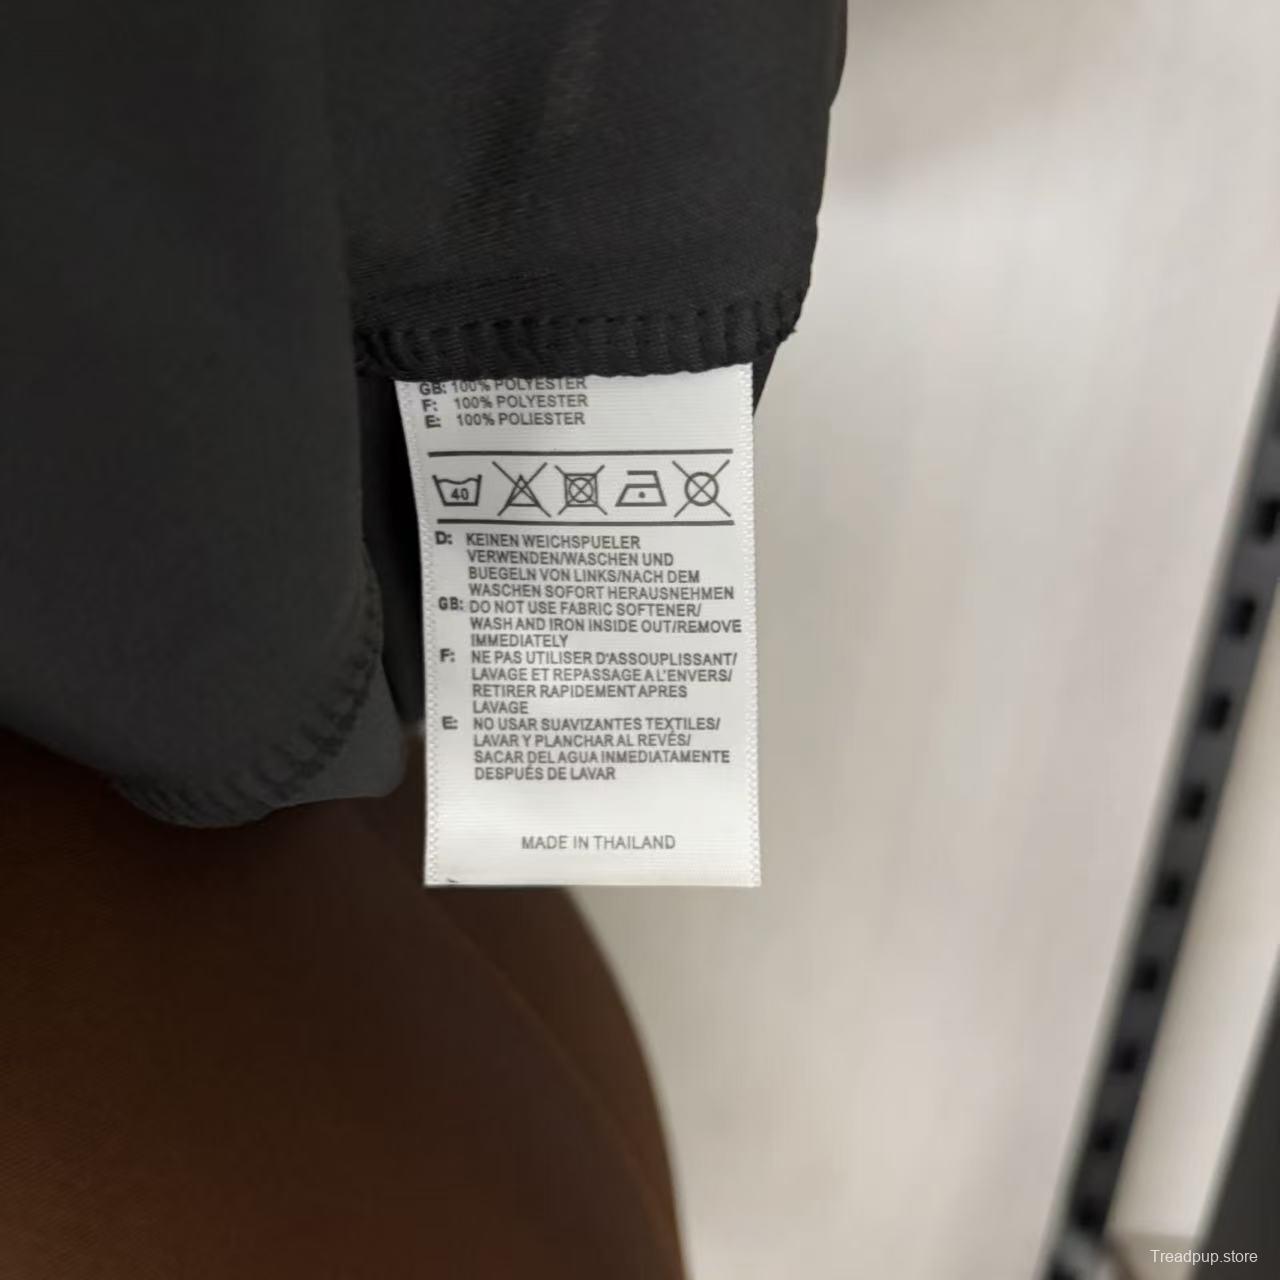 GB: 100% POLYESTER
F: 100% POLYESTER
E: 100% POLIESTER
40
D: KEINEN WEICHSPUELER
VERWENDEN/WASCHEN UND
BUEGELN VON LINKS/NACH DEM
WASCHEN SOFORT HERAUSNEHMEN
GB: DO NOT USE FABRIC SOFTENER/
WASH AND IRON INSIDE OUT/REMOVE
IMMEDIATELY
F: NE PAS UTILISER D'ASSOUPLISSANT/
LAVAGE ET REPASSAGE A L'ENVERS/
RETIRER RAPIDEMENT APRES
LAVAGE
E: NO USAR SUAVIZANTES TEXTILES/
LAVAR Y PLANCHAR AL REVÉS/
SACAR DEL AGUA INMEDIATAMENTE
DESPUÉS DE LAVAR
MADE IN THAILAND
Treadpup.store